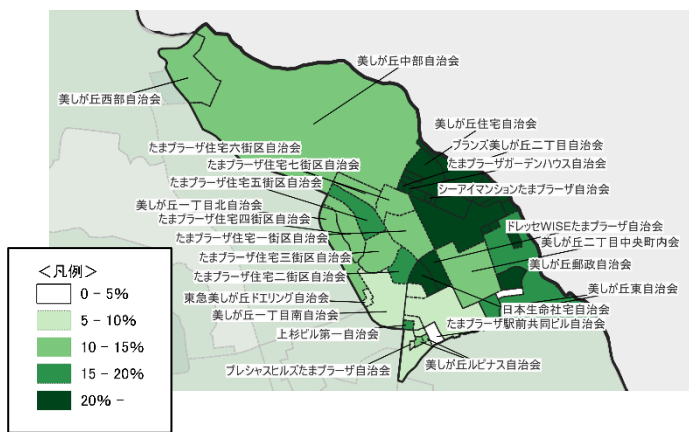 美しが丘中部自治会
美しが丘西部自治会
美しが丘住宅自治会
ブランズ美しが丘二丁目自治会
たまプラーザ住宅六街区自治会
たまプラーザ住宅七街区自治会
たまプラーザガーデンハウス自治会
たまプラーザ住宅五街区自治会
シーアイマンションたまプラーザ自治会
美しが丘一丁目北自治会
たまプラーザ住宅四街区自治会
ドレッセWISEたまプラーザ自治会
たまプラーザ住宅一街区自治会
美しが丘二丁目中央町内会
たまプラーザ住宅三街区自治会
美しが丘郵政自治会
たまプラーザ住宅二街区自治会
美しが丘東自治会
東急美しが丘ドエリング自治会
日本生命社宅自治会
美しが丘一丁目南自治会
たまプラーザ駅前共同ビル自治会
上杉ビル第一自治会
美しが丘ルピナス自治会
プレシャスヒルズたまプラーザ自治会
＜凡例＞
0 - 5%
5 - 10%
10 - 15%
15 - 20%
20% -